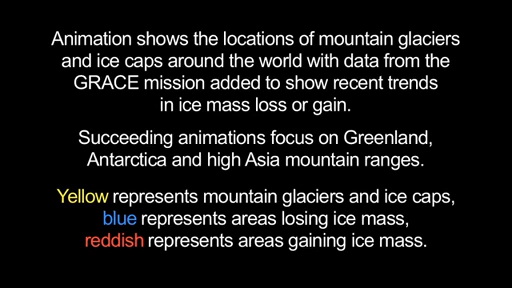 Animation shows the locations of mountain glaciers
and ice caps around the world with data from the
GRACE mission added to show recent trends
in ice mass loss or gain.
Succeeding animations focus on Greenland,
Antarctica and high Asia mountain ranges.
Yellow represents mountain glaciers and ice caps,
blue represents areas losing ice mass,
reddish represents areas gaining ice mass.